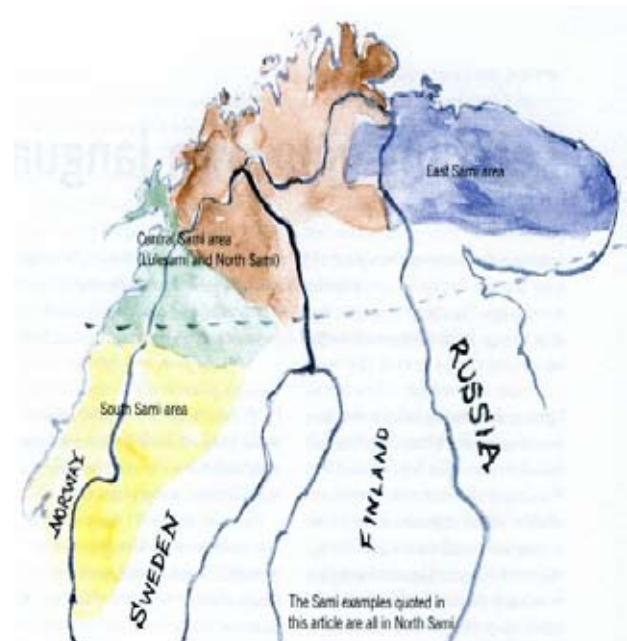 East Sami area
Central Sami area
(Lulesami and North Sami)
South Sami area
RUSSIA
NORWAY
FINLAND
SWEDEN
The Sami examples quoted in
this article are all in North Sami.